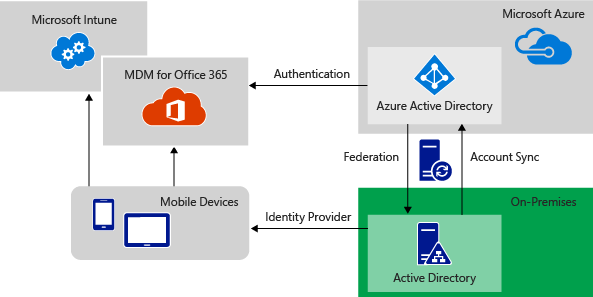 Microsoft Intune
Microsoft Azure
MDM for Office 365
Authentication
Azure Active Directory
Federation
Account Sync
Mobile Devices
Identity Provider
On-Premises
Active Directory